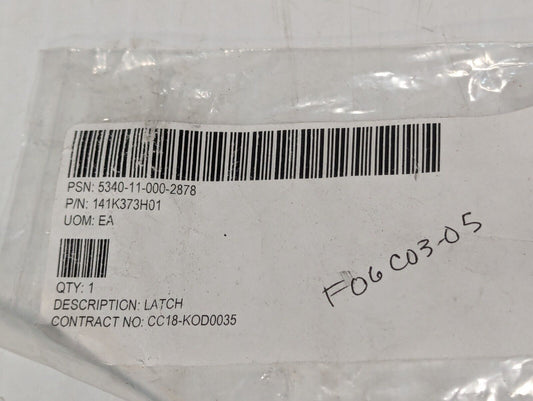 PSN: 5340-11-000-2878
P/N: 141K373H01
UOM: EA
QTY: 1
DESCRIPTION: LATCH
CONTRACT NO: CC18-KOD0035
F06C03-05